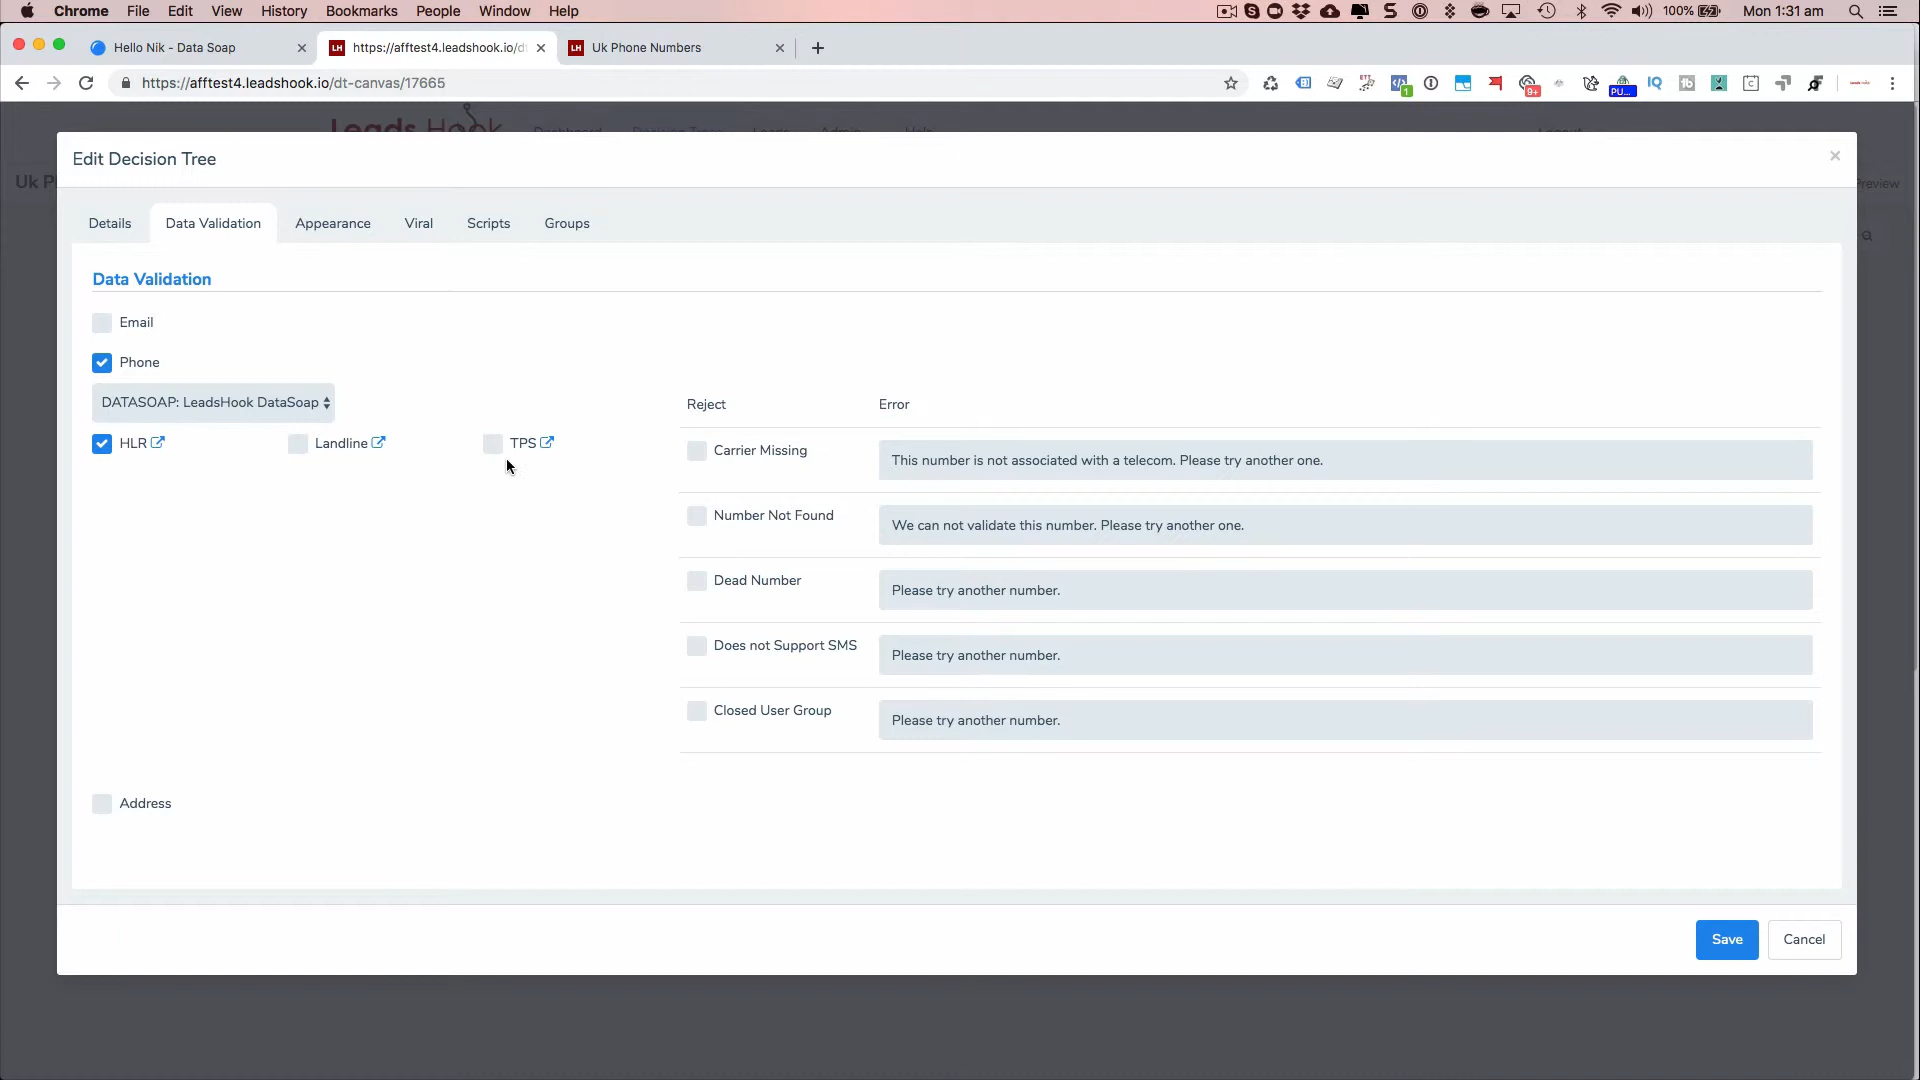 Chrome File Edit View History Bookmarks People Window Help 100% Mon 1:31 am
Hello Nik - Data Soap https://afftest4.leadshook.io/dt Uk Phone Numbers
https://afftest4.leadshook.io/dt-canvas/17665
Leads Hook Dashboard Decision Trees Leads Admin Help Logout
Edit Decision Tree
Uk P Preview
Details Data Validation Appearance Viral Scripts Groups
Data Validation
Email
Phone
DATASOAP: LeadsHook DataSoap Reject Error
HLR Landline TPS
Carrier Missing This number is not associated with a telecom. Please try another one.
Number Not Found We can not validate this number. Please try another one.
Dead Number Please try another number.
Does not Support SMS Please try another number.
Closed User Group Please try another number.
Address
Save Cancel